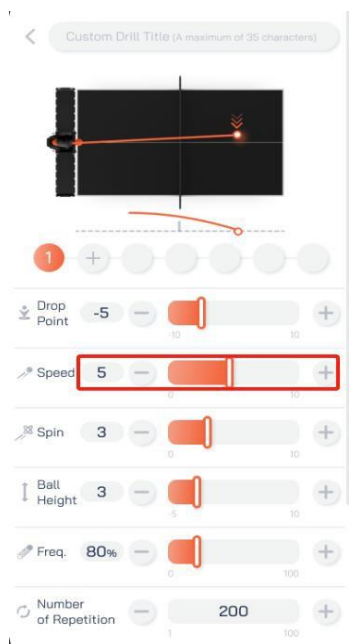 Custom Drill Title (A maximum of 35 characters)
1
Drop
Point
-5
-10
10
Speed
5
0
10
Spin
3
0
10
Ball
Height
3
-5
10
Freq.
80%
0
100
Number
of Repetition
200
1
100